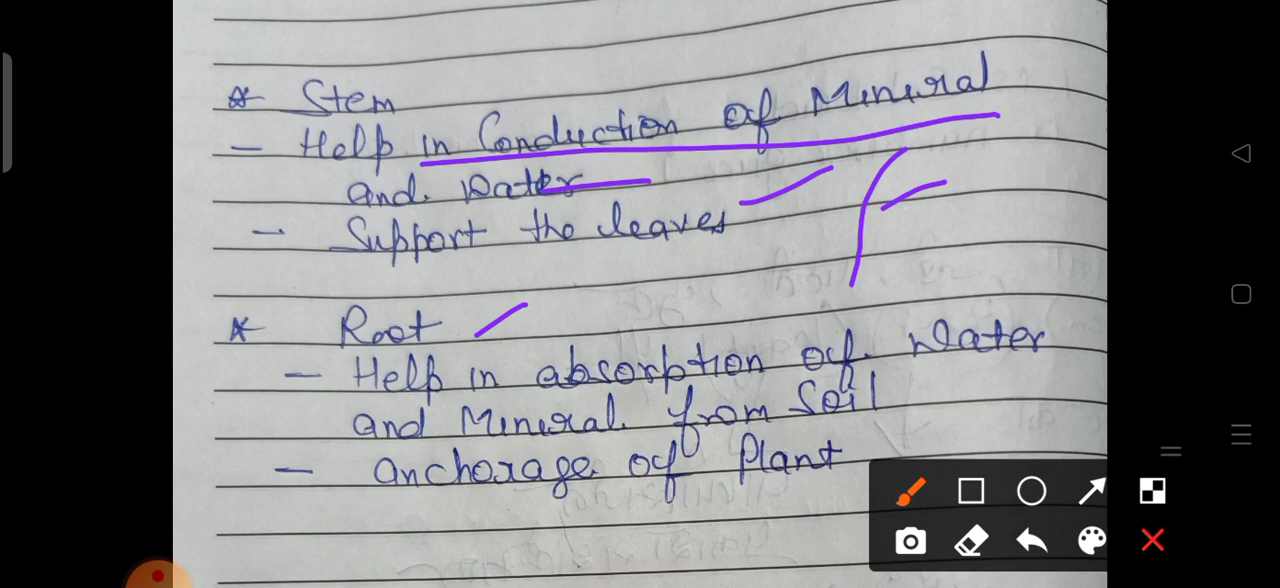 * Stem
- Help in Conduction of Mineral
and. Water
- Support the leaves
* Root
- Help in absorption of. Water
and Mineral. from Soil
- anchorage of Plant